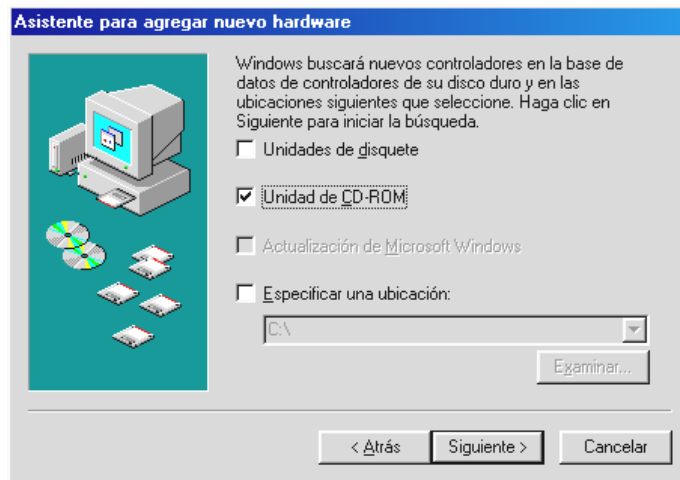 Asistente para agregar nuevo hardware
Windows buscará nuevos controladores en la base de
datos de controladores de su disco duro y en las
ubicaciones siguientes que seleccione. Haga clic en
Siguiente para iniciar la búsqueda.
Unidades de disquete
Unidad de CD-ROM
Actualización de Microsoft Windows
Especificar una ubicación:
C:\
Examinar...
< Atrás
Siguiente >
Cancelar